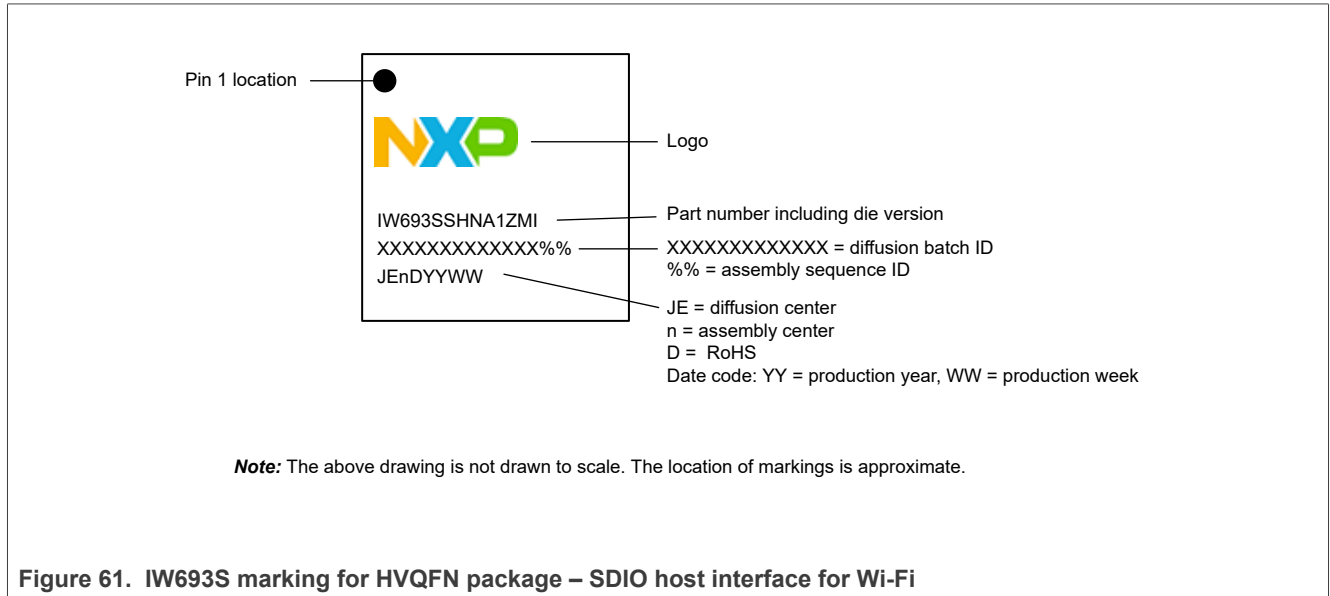 Pin 1 location
NXP
Logo
IW693SSHNA1ZMI
Part number including die version
XXXXXXXXXXXXX%%
XXXXXXXXXXXXX = diffusion batch ID
%% = assembly sequence ID
JEnDYYWW
JE = diffusion center
n = assembly center
D = RoHS
Date code: YY = production year, WW = production week
Note: The above drawing is not drawn to scale. The location of markings is approximate.
Figure 61. IW693S marking for HVQFN package – SDIO host interface for Wi-Fi